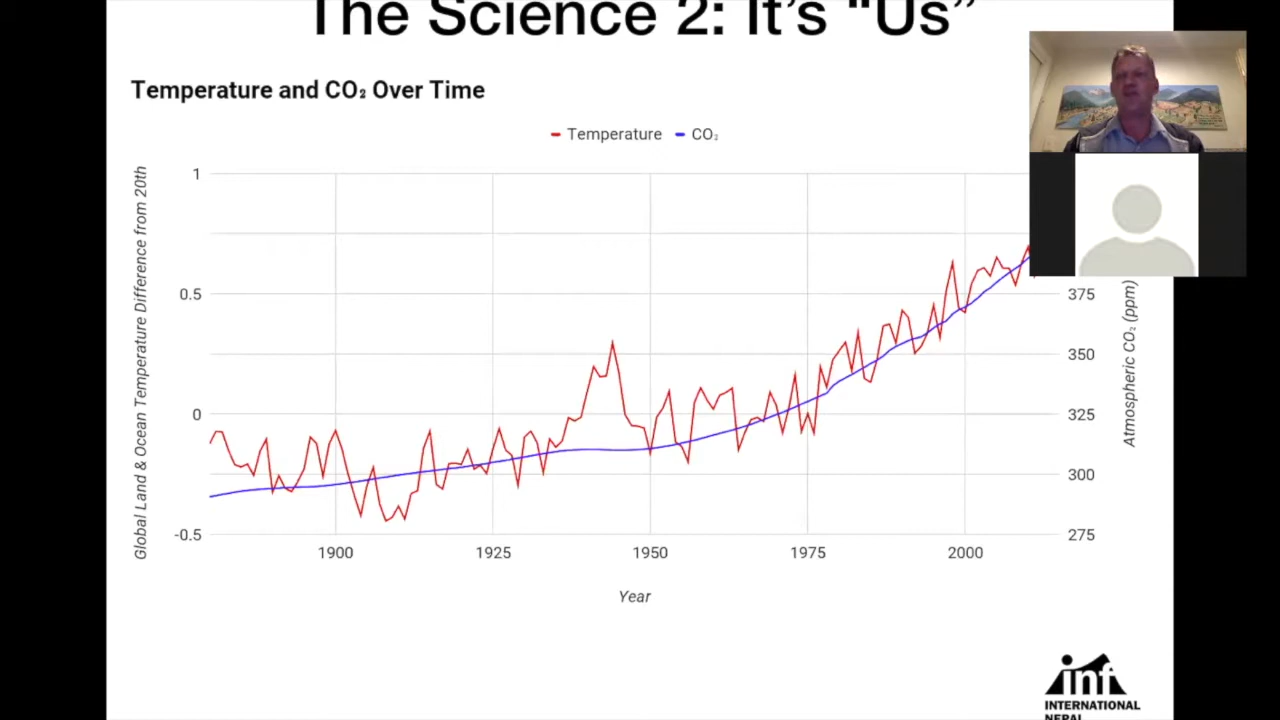 The Science 2: It's “Us”
Temperature and CO₂ Over Time
Temperature
CO₂
Global Land & Ocean Temperature Difference from 20th
1
0.5
0
-0.5
375
350
325
300
275
Atmospheric CO₂ (ppm)
1900
1925
1950
1975
2000
Year
inf
INTERNATIONAL
NEPAL